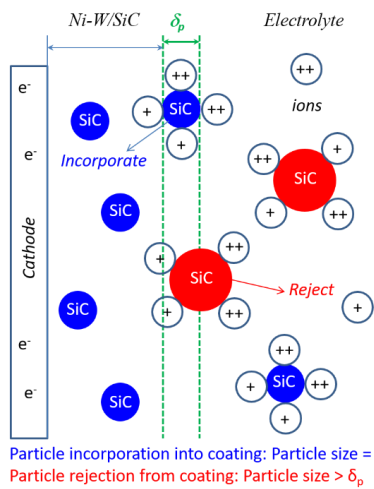 Ni-W/SiC δp Electrolyte
++
++
e- SiC + SiC ++ ions
SiC
Incorporate + ++ +
e- SiC
+ ++
SiC
Cathode
+ ++
SiC
Reject
SiC + ++ +
e- ++
+ SiC ++
e- SiC
+
Particle incorporation into coating: Particle size =
Particle rejection from coating: Particle size > δp